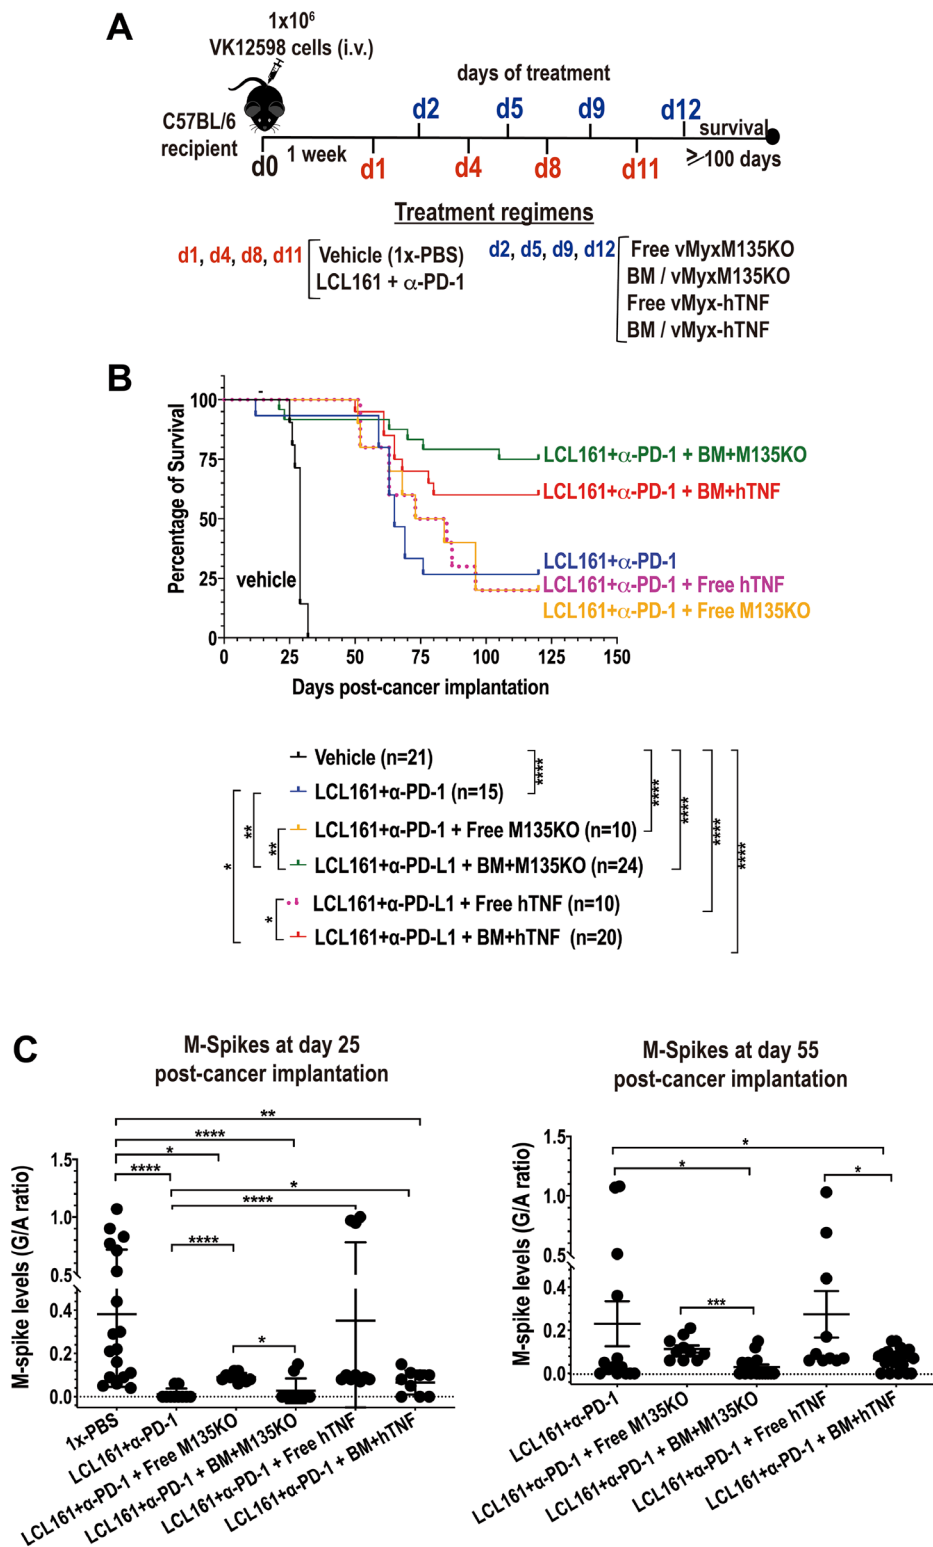 A
1x10⁶
VK12598 cells (i.v.)
days of treatment
d2 d5 d9 d12
C57BL/6
recipient
survival
d0 1 week d1 d4 d8 d11 ≥100 days
Treatment regimens
d1, d4, d8, d11
Vehicle (1x-PBS)
LCL161 + α-PD-1
d2, d5, d9, d12
Free vMyxM135KO
BM / vMyxM135KO
Free vMyx-hTNF
BM / vMyx-hTNF
B
Percentage of Survival
100
75
50
25
0
vehicle
LCL161+α-PD-1 + BM+M135KO
LCL161+α-PD-1 + BM+hTNF
LCL161+α-PD-1
LCL161+α-PD-1 + Free hTNF
LCL161+α-PD-1 + Free M135KO
0 25 50 75 100 125 150
Days post-cancer implantation
Vehicle (n=21)
LCL161+α-PD-1 (n=15)
LCL161+α-PD-1 + Free M135KO (n=10)
LCL161+α-PD-L1 + BM+M135KO (n=24)
LCL161+α-PD-L1 + Free hTNF (n=10)
LCL161+α-PD-L1 + BM+hTNF (n=20)
* ** ** * **** **** **** **** ****
C
M-Spikes at day 25
post-cancer implantation
M-spike levels (G/A ratio)
1.5
1.0
0.5
0.4
0.2
0.0
**
****
*
****
*
****
****
*
1x-PBS
LCL161+α-PD-1
LCL161+α-PD-1 + Free M135KO
LCL161+α-PD-1 + BM+M135KO
LCL161+α-PD-1 + Free hTNF
LCL161+α-PD-1 + BM+hTNF
M-Spikes at day 55
post-cancer implantation
M-spike levels (G/A ratio)
1.5
1.0
0.5
0.4
0.2
0.0
*
*
*
***
LCL161+α-PD-1
LCL161+α-PD-1 + Free M135KO
LCL161+α-PD-1 + BM+M135KO
LCL161+α-PD-1 + Free hTNF
LCL161+α-PD-1 + BM+hTNF